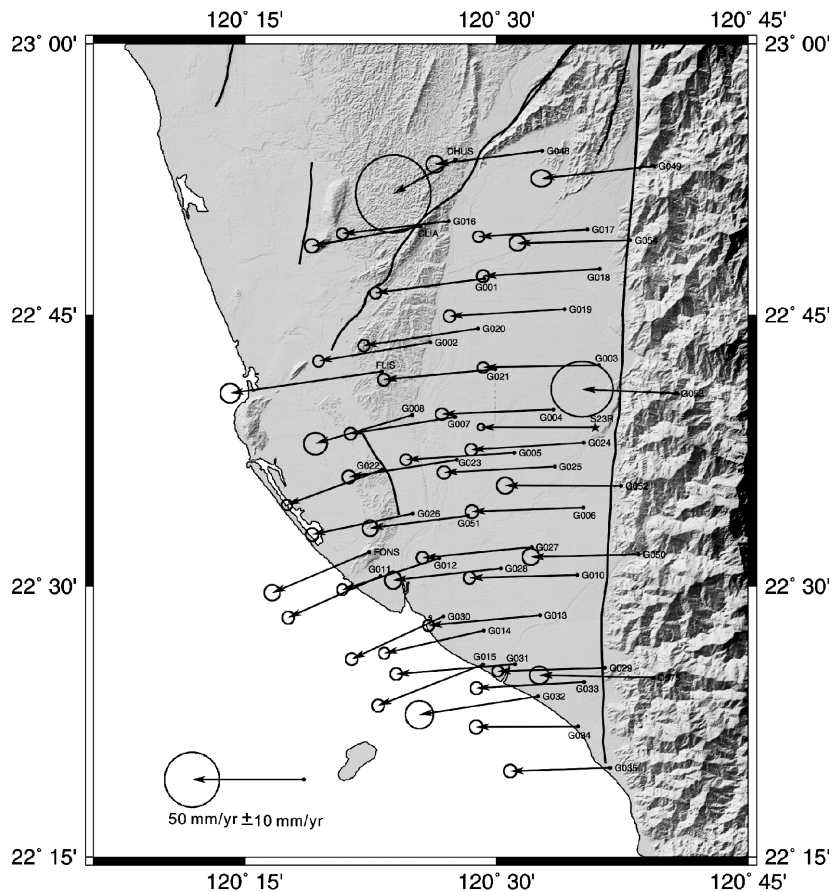 120° 15'
120° 30'
120° 45'
23° 00'
23° 00'
DHUS
G048
G049
G016
CLIA
G017
G054
G018
G001
22° 45'
22° 45'
G019
G020
G002
FLIS
G021
G003
G053
G008
G007
G004
S23R
G024
G022
G023
G005
G025
G052
G026
G051
G006
FONS
G027
G050
G011
G012
G028
G010
22° 30'
22° 30'
G030
G013
G014
G015
G031
G029
G033
G032
G034
G035
50 mm/yr ±10 mm/yr
22° 15'
22° 15'
120° 15'
120° 30'
120° 45'